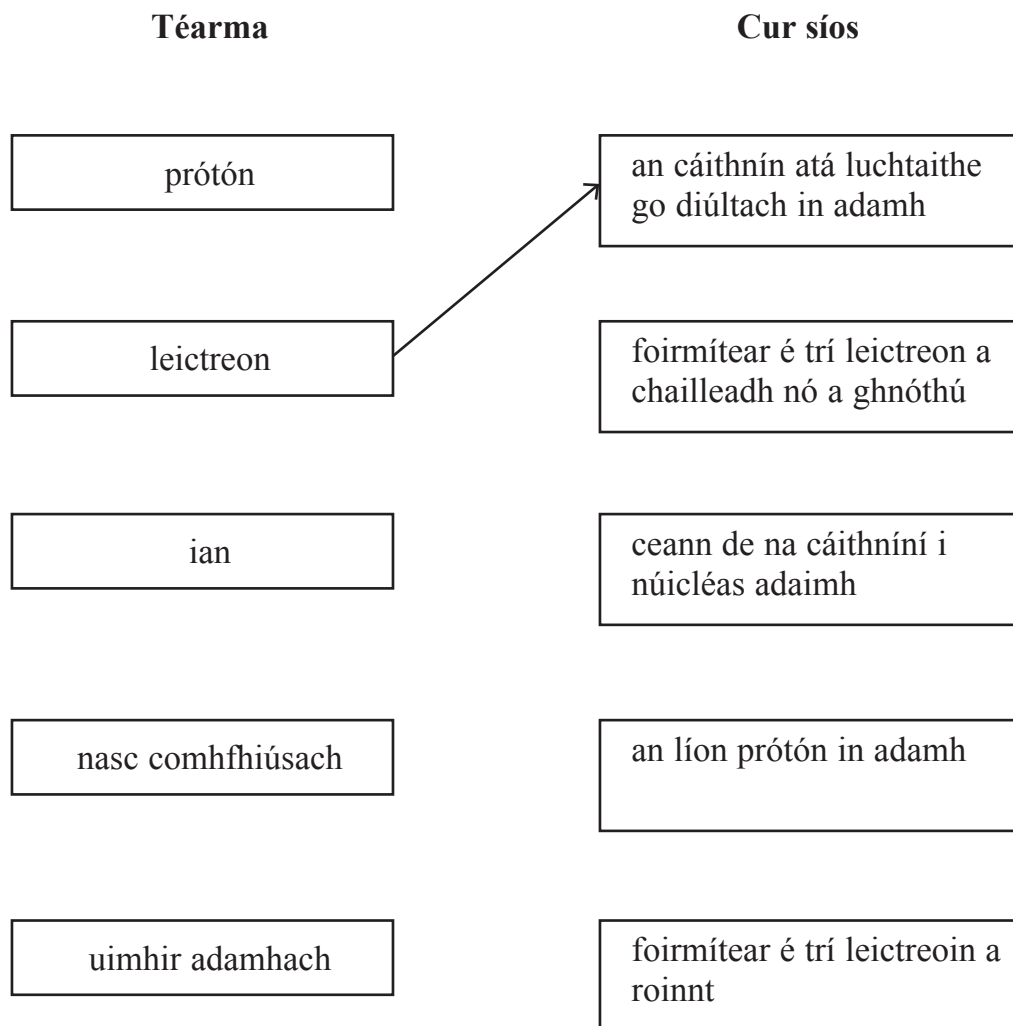 Téarma
Cur síos
prótón
an cáithnín atá luchtaithe
go diúltach in adamh
leictreon
foirmítear é trí leictreon a
chailleadh nó a ghnóthú
ian
ceann de na cáithníní i
núicléas adaimh
nasc comhfhiúsach
an líon prótón in adamh
uimhir adamhach
foirmítear é trí leictreoin a
roinnt